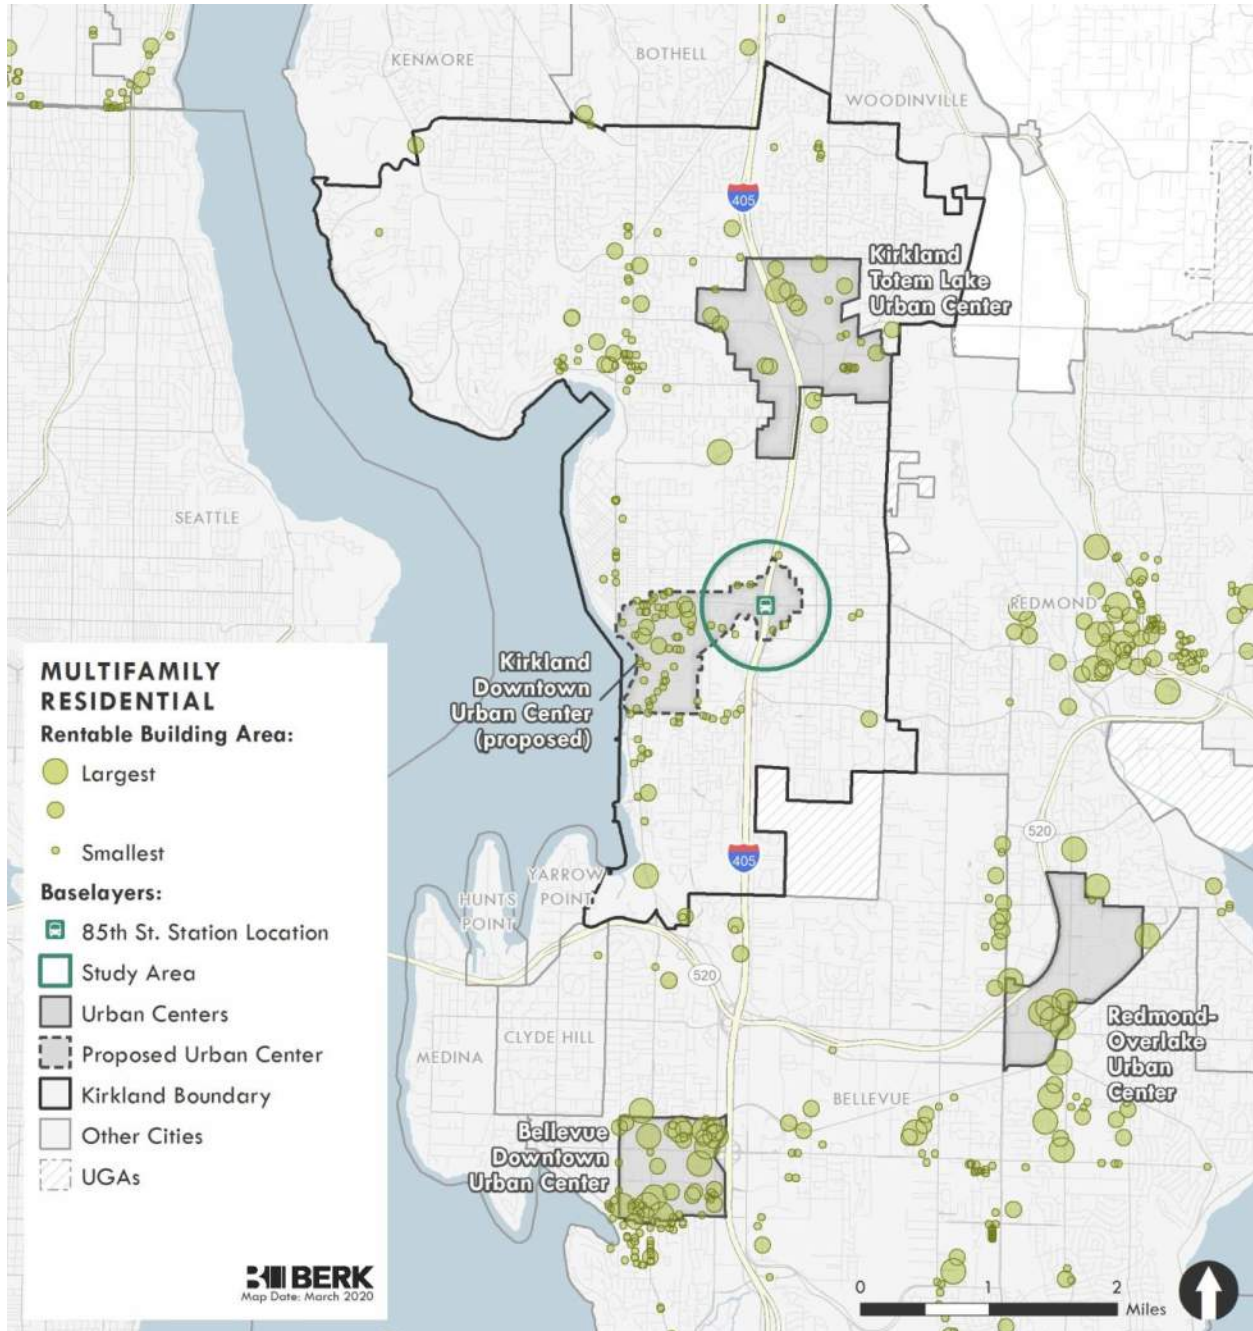 KENMORE
BOTHELL
WOODINVILLE
405
Kirkland
Totem Lake
Urban Center
SEATTLE
REDMOND
Kirkland
Downtown
Urban Center
(proposed)
MULTIFAMILY
RESIDENTIAL
Rentable Building Area:
Largest
Smallest
Baselayers:
85th St. Station Location
Study Area
Urban Centers
Proposed Urban Center
Kirkland Boundary
Other Cities
UGAs
BERK
Map Date: March 2020
520
405
YARROW
POINT
HUNTS
POINT
520
CLYDE HILL
MEDINA
Redmond-
Overlake
Urban
Center
BELLEVUE
Bellevue
Downtown
Urban Center
0 1 2
Miles